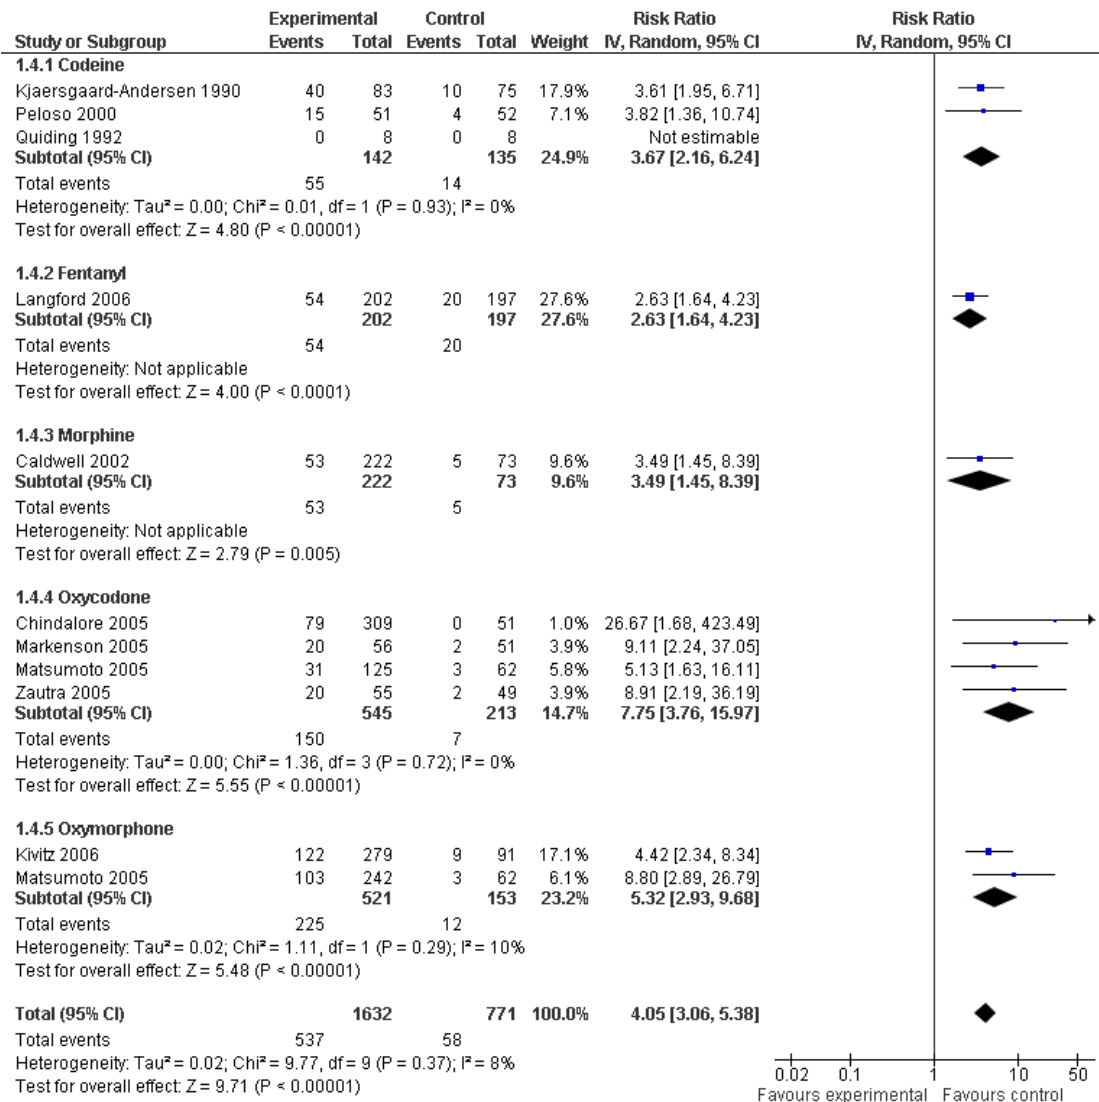 Experimental Control Risk Ratio Risk Ratio
Study or Subgroup Events Total Events Total Weight IV, Random, 95% CI IV, Random, 95% CI
1.4.1 Codeine
Kjaersgaard-Andersen 1990 40 83 10 75 17.9% 3.61 [1.95, 6.71]
Peloso 2000 15 51 4 52 7.1% 3.82 [1.36, 10.74]
Quiding 1992 0 8 0 8 Not estimable
Subtotal (95% CI) 142 135 24.9% 3.67 [2.16, 6.24]
Total events 55 14
Heterogeneity: Tau² = 0.00; Chi² = 0.01, df = 1 (P = 0.93); I² = 0%
Test for overall effect: Z = 4.80 (P < 0.00001)
1.4.2 Fentanyl
Langford 2006 54 202 20 197 27.6% 2.63 [1.64, 4.23]
Subtotal (95% CI) 202 197 27.6% 2.63 [1.64, 4.23]
Total events 54 20
Heterogeneity: Not applicable
Test for overall effect: Z = 4.00 (P < 0.0001)
1.4.3 Morphine
Caldwell 2002 53 222 5 73 9.6% 3.49 [1.45, 8.39]
Subtotal (95% CI) 222 73 9.6% 3.49 [1.45, 8.39]
Total events 53 5
Heterogeneity: Not applicable
Test for overall effect: Z = 2.79 (P = 0.005)
1.4.4 Oxycodone
Chindalore 2005 79 309 0 51 1.0% 26.67 [1.68, 423.49]
Markenson 2005 20 56 2 51 3.9% 9.11 [2.24, 37.05]
Matsumoto 2005 31 125 3 62 5.8% 5.13 [1.63, 16.11]
Zautra 2005 20 55 2 49 3.9% 8.91 [2.19, 36.19]
Subtotal (95% CI) 545 213 14.7% 7.75 [3.76, 15.97]
Total events 150 7
Heterogeneity: Tau² = 0.00; Chi² = 1.36, df = 3 (P = 0.72); I² = 0%
Test for overall effect: Z = 5.55 (P < 0.00001)
1.4.5 Oxymorphone
Kivitz 2006 122 279 9 91 17.1% 4.42 [2.34, 8.34]
Matsumoto 2005 103 242 3 62 6.1% 8.80 [2.89, 26.79]
Subtotal (95% CI) 521 153 23.2% 5.32 [2.93, 9.68]
Total events 225 12
Heterogeneity: Tau² = 0.02; Chi² = 1.11, df = 1 (P = 0.29); I² = 10%
Test for overall effect: Z = 5.48 (P < 0.00001)
Total (95% CI) 1632 771 100.0% 4.05 [3.06, 5.38]
Total events 537 58
Heterogeneity: Tau² = 0.02; Chi² = 9.77, df = 9 (P = 0.37); I² = 8%
Test for overall effect: Z = 9.71 (P < 0.00001)
0.02 0.1 1 10 50
Favours experimental Favours control